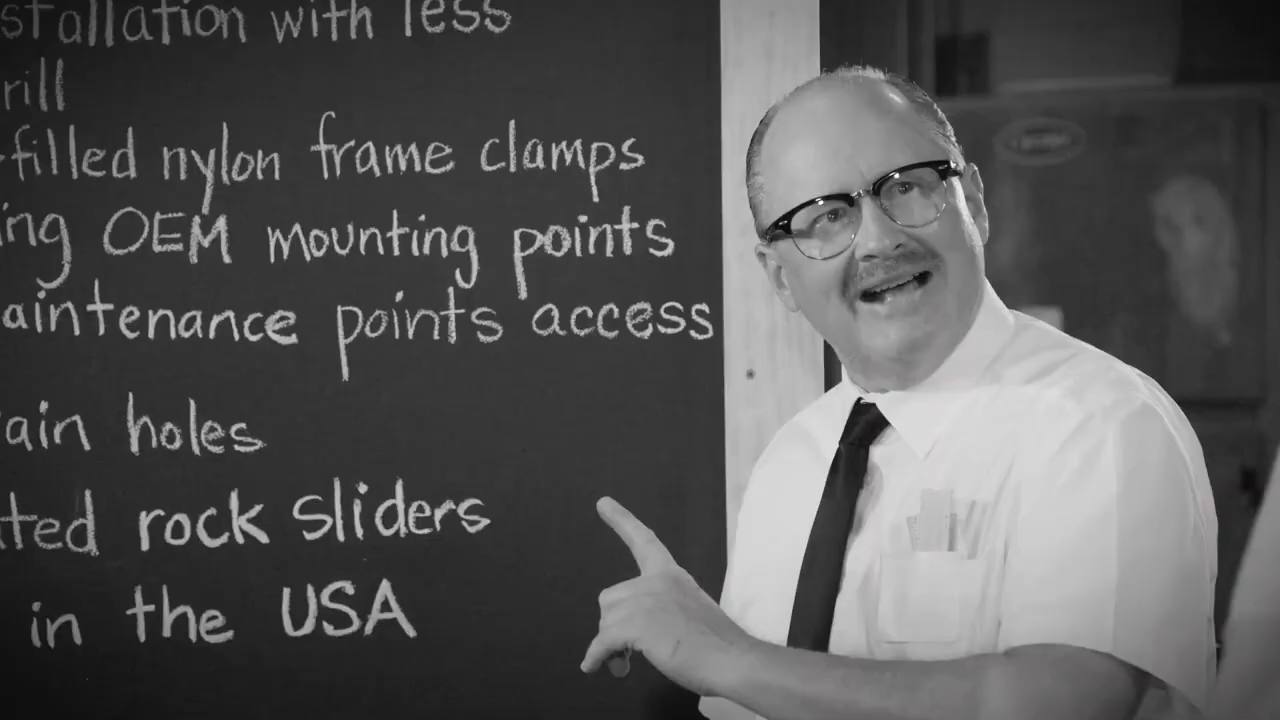 stallation with less
rill
-filled nylon frame clamps
ing OEM mounting points
aintenance points access
ain holes
ted rock sliders
in the USA